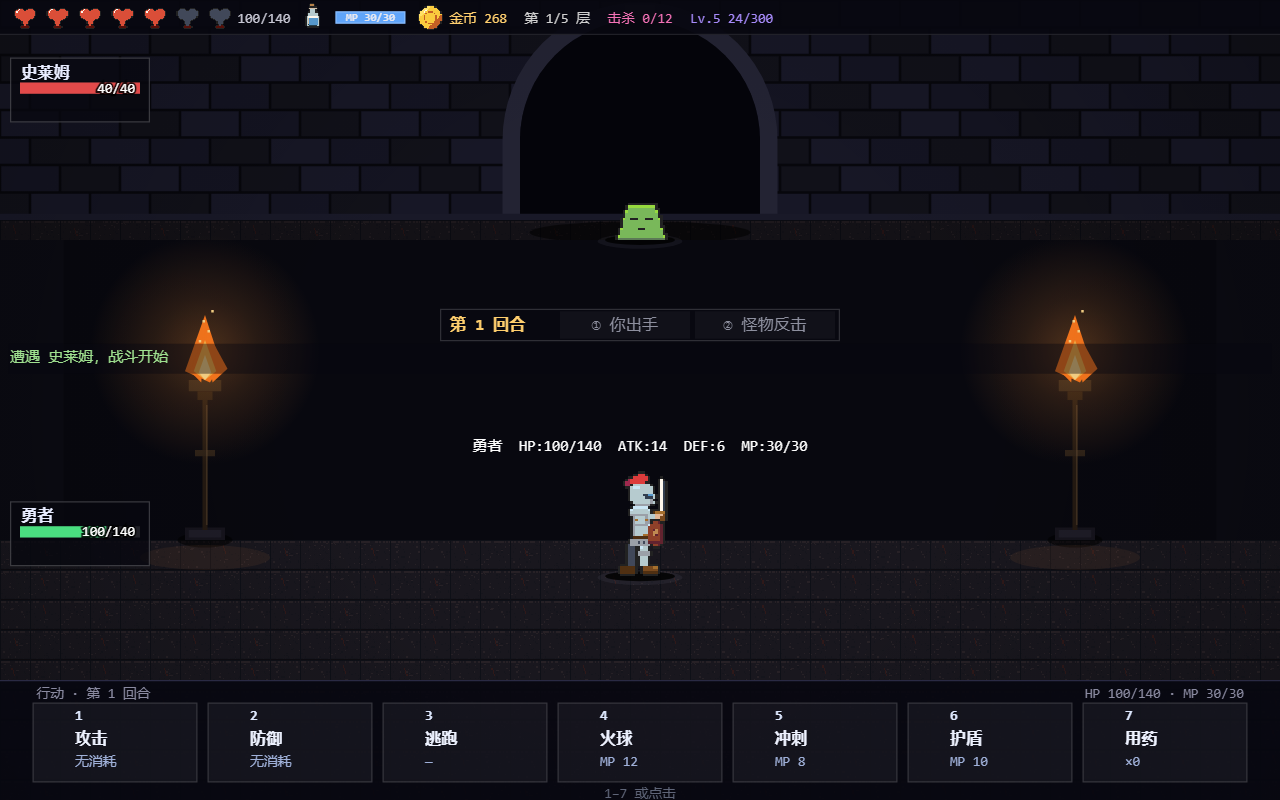 100/140 MP 30/30 金币 268 第 1/5 层 击杀 0/12 Lv.5 24/300
史莱姆
40/40
第 1 回合 ① 你出手 ② 怪物反击
遭遇 史莱姆, 战斗开始
勇者 HP:100/140 ATK:14 DEF:6 MP:30/30
勇者
100/140
行动 · 第 1 回合 HP 100/140 · MP 30/30
1 2 3 4 5 6 7
攻击 防御 逃跑 火球 冲刺 护盾 用药
无消耗 无消耗 — MP 12 MP 8 MP 10 ×0
1-7 或点击